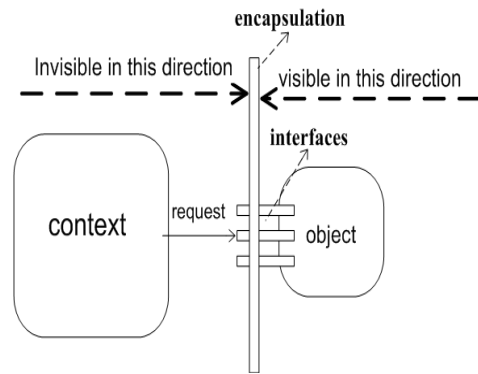 encapsulation
Invisible in this direction
visible in this direction
interfaces
context
request
object